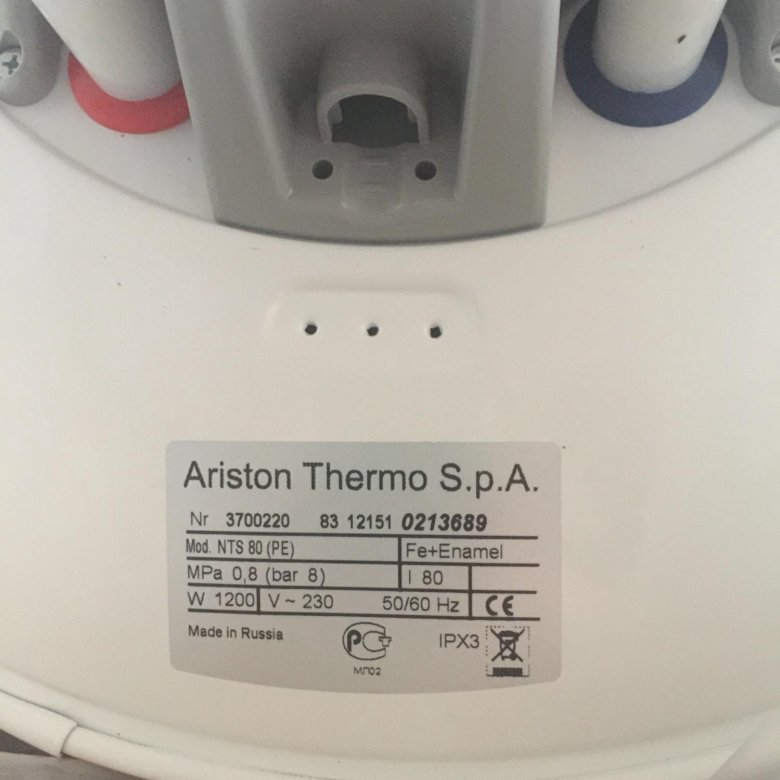 Ariston Thermo S.p.A.
Nr 3700220 83 12151 0213689
Mod. NTS 80 (PE) Fe+Enamel
MPa 0,8 (bar 8) l 80
W 1200 V ~ 230 50/60 Hz CE
Made in Russia PCT IPX3
МЛ02